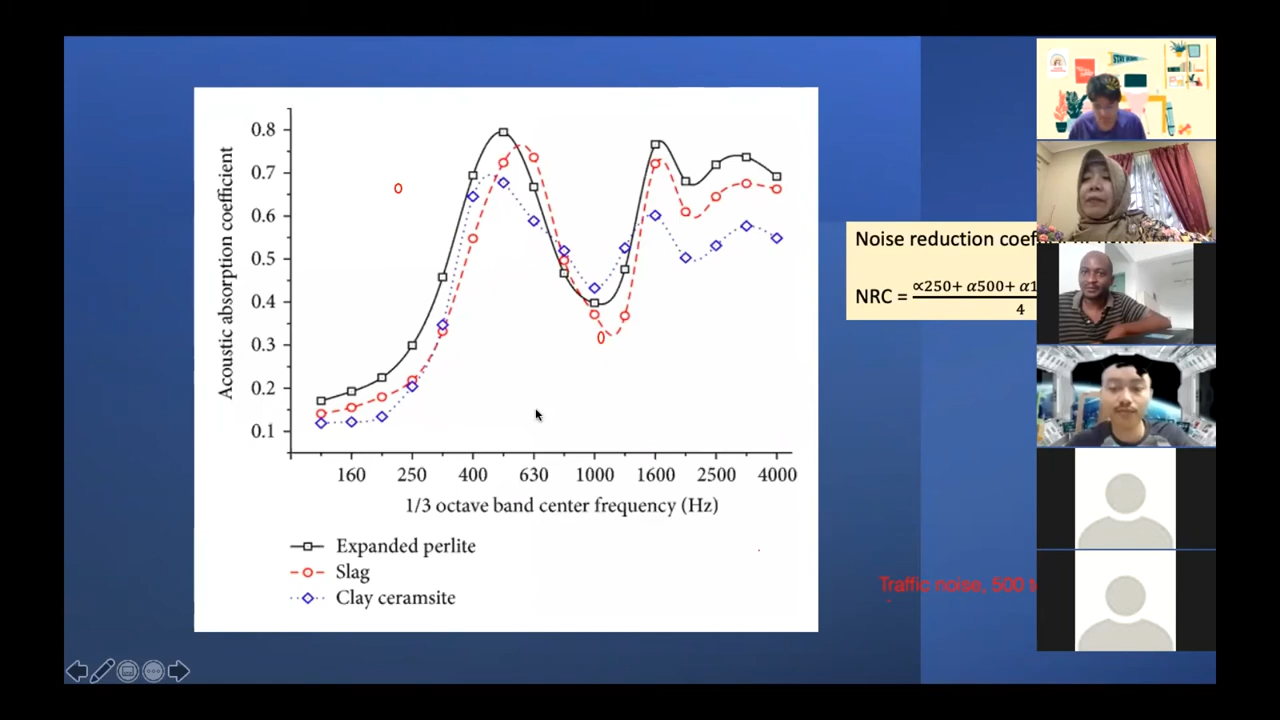 0.8
0.7
0.6
0.5
0.4
0.3
0.2
0.1
Acoustic absorption coefficient
160 250 400 630 1000 1600 2500 4000
1/3 octave band center frequency (Hz)
Expanded perlite
Slag
Clay ceramsite
Noise reduction
NRC = ∝250+ α500+ α1
4
Traffic noise, 500